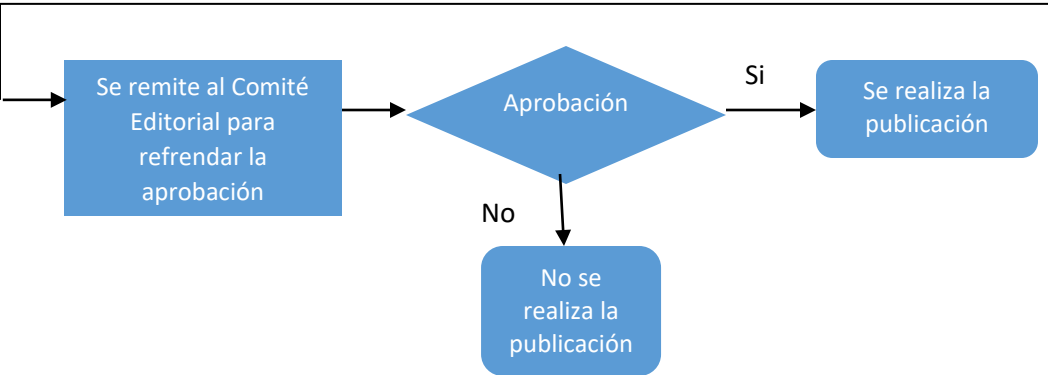 Se remite al Comité
Editorial para
refrendar la
aprobación
Aprobación
Si
Se realiza la
publicación
No
No se
realiza la
publicación